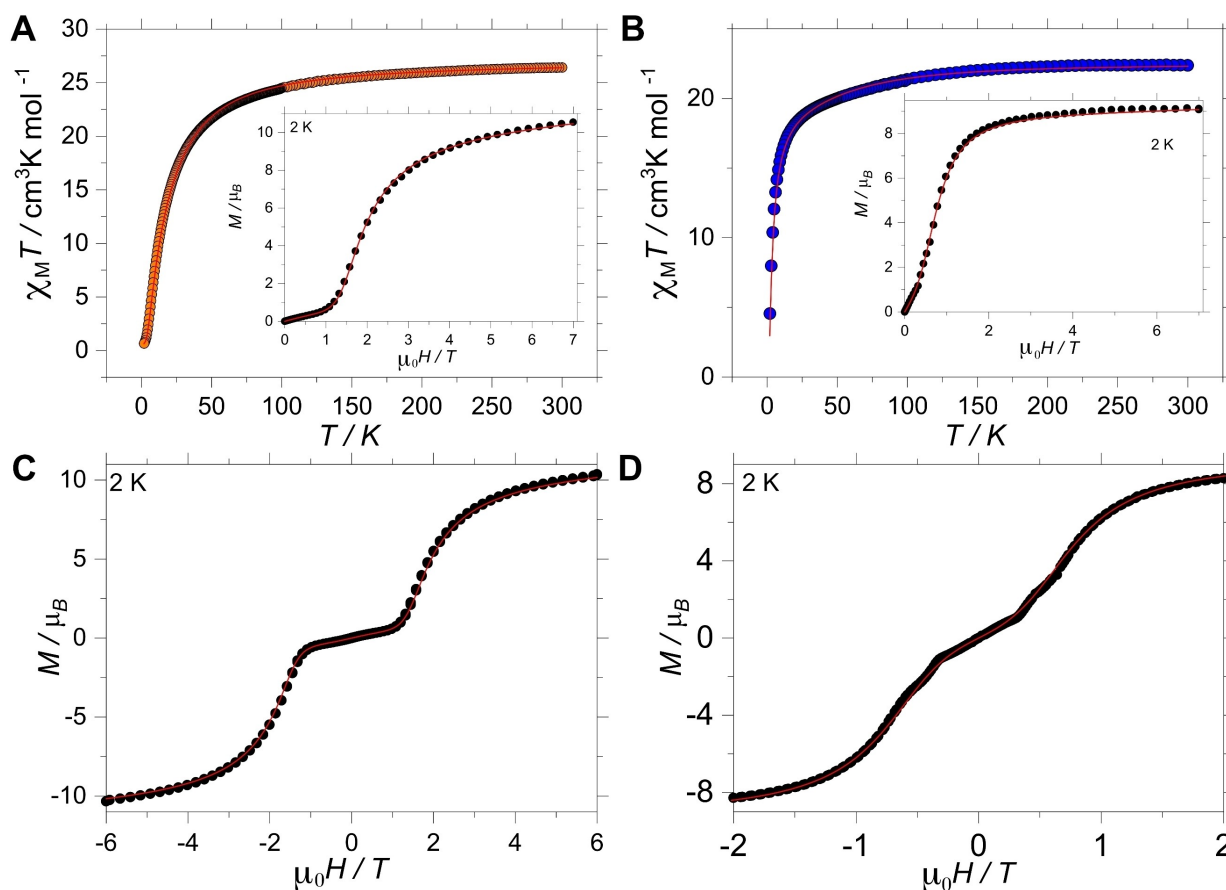 A
χMT / cm³K mol⁻¹
30
25
20
15
10
5
0
0 50 100 150 200 250 300
T / K
2 K
M / μB
10
8
6
4
2
0
0 1 2 3 4 5 6 7
μ₀H / T
B
χMT / cm³K mol⁻¹
20
10
0
0 50 100 150 200 250 300
T / K
2 K
M / μB
8
6
4
2
0
0 2 4 6
μ₀H / T
C
2 K
M / μB
10
5
0
-5
-10
-6 -4 -2 0 2 4 6
μ₀H / T
D
2 K
M / μB
8
4
0
-4
-8
-2 -1 0 1 2
μ₀H / T